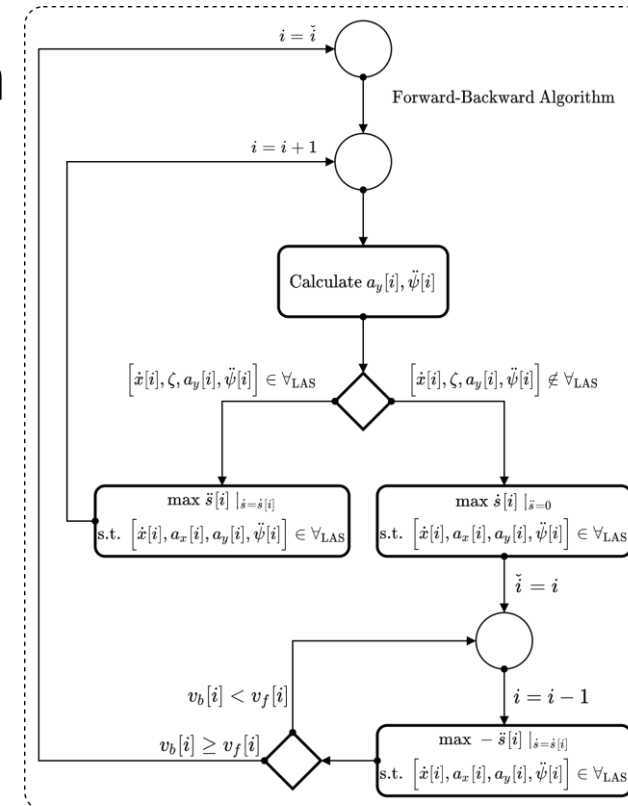 i = ǐ
Forward-Backward Algorithm
i = i + 1
Calculate a_y[i], ψ̈[i]
[ẋ[i], ζ, a_y[i], ψ̈[i]] ∈ ∀_LAS
[ẋ[i], ζ, a_y[i], ψ̈[i]] ∉ ∀_LAS
max s̈[i] |_{ṡ=ṡ[i]}
s.t. [ẋ[i], a_x[i], a_y[i], ψ̈[i]] ∈ ∀_LAS
max ṡ[i] |_{s̈=0}
s.t. [ẋ[i], a_x[i], a_y[i], ψ̈[i]] ∈ ∀_LAS
ǐ = i
v_b[i] < v_f[i]
i = i − 1
v_b[i] ≥ v_f[i]
max − s̈[i] |_{ṡ=ṡ[i]}
s.t. [ẋ[i], a_x[i], a_y[i], ψ̈[i]] ∈ ∀_LAS